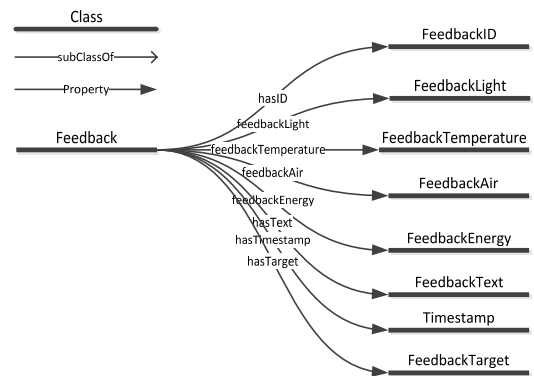 Class
subClassOf
Property
Feedback
hasID
feedbackLight
feedbackTemperature
feedbackAir
feedbackEnergy
hasText
hasTimestamp
hasTarget
FeedbackID
FeedbackLight
FeedbackTemperature
FeedbackAir
FeedbackEnergy
FeedbackText
Timestamp
FeedbackTarget